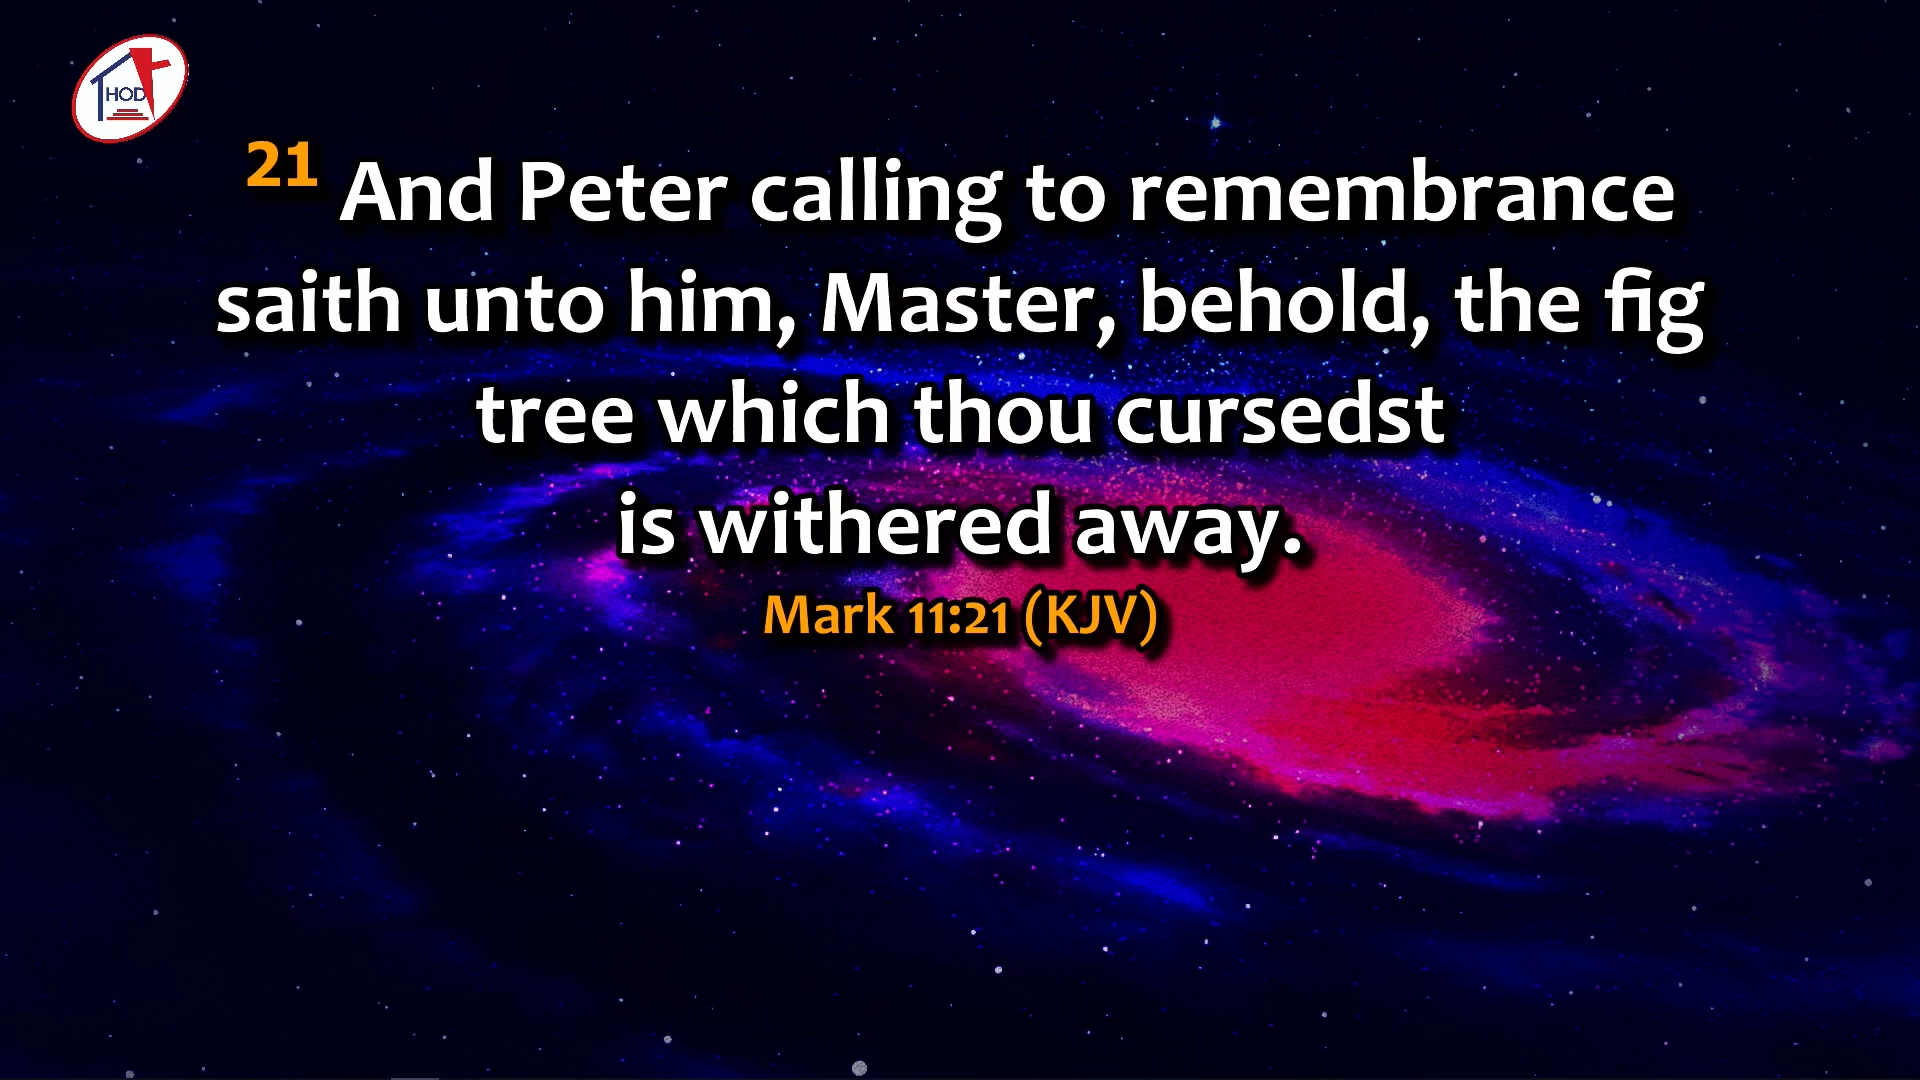 HOD
21 And Peter calling to remembrance
saith unto him, Master, behold, the fig
tree which thou cursedst
is withered away.
Mark 11:21 (KJV)